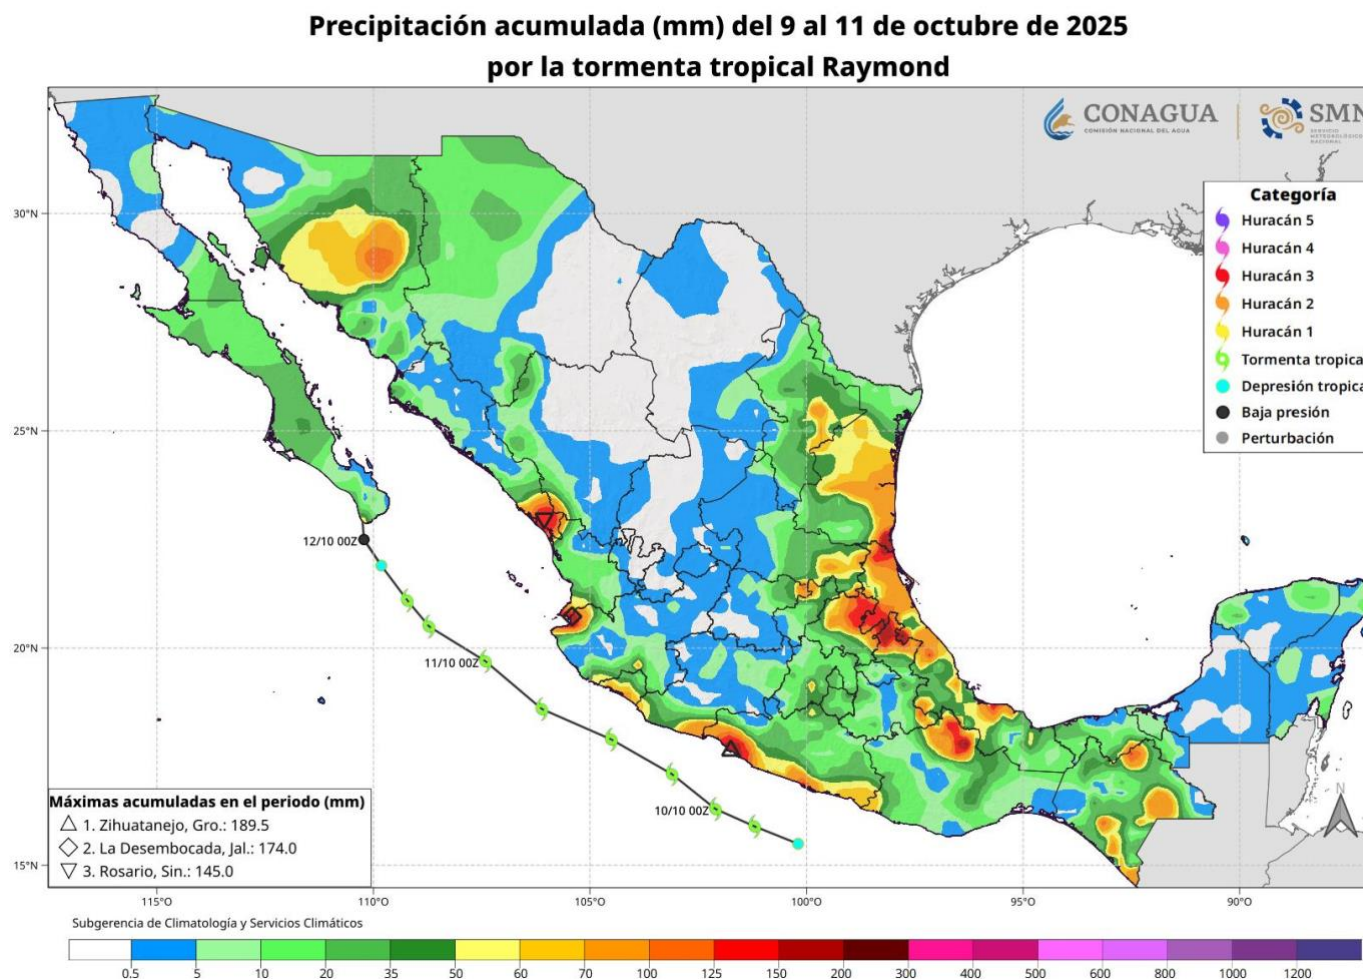 Precipitación acumulada (mm) del 9 al 11 de octubre de 2025
por la tormenta tropical Raymond
CONAGUA
COMISIÓN NACIONAL DEL AGUA
SMN
SERVICIO
METEOROLÓGICO
NACIONAL
Categoría
Huracán 5
Huracán 4
Huracán 3
Huracán 2
Huracán 1
Tormenta tropica
Depresión tropica
Baja presión
Perturbación
30°N
25°N
20°N
15°N
12/10 00Z
11/10 00Z
10/10 00Z
N
Máximas acumuladas en el periodo (mm)
1. Zihuatanejo, Gro.: 189.5
2. La Desembocada, Jal.: 174.0
3. Rosario, Sin.: 145.0
115°O 110°O 105°O 100°O 95°O 90°O
Subgerencia de Climatología y Servicios Climáticos
0.5 5 10 20 35 50 60 70 100 125 150 200 300 400 500 600 800 1000 1200